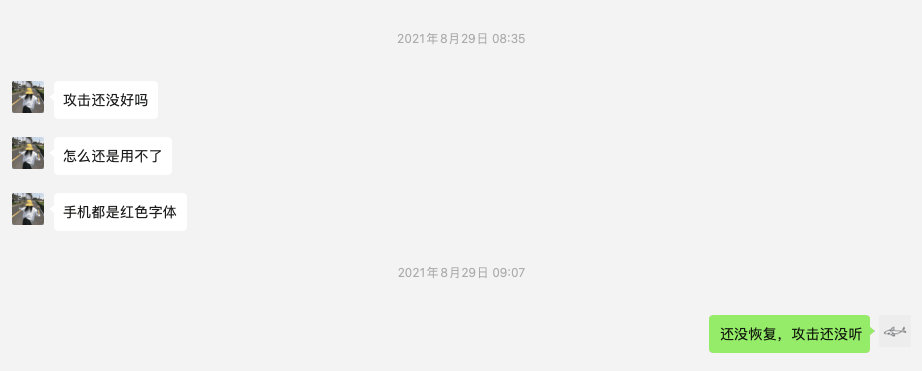 2021年8月29日 08:35
攻击还没好吗
怎么还是用不了
手机都是红色字体
2021年8月29日 09:07
还没恢复，攻击还没听